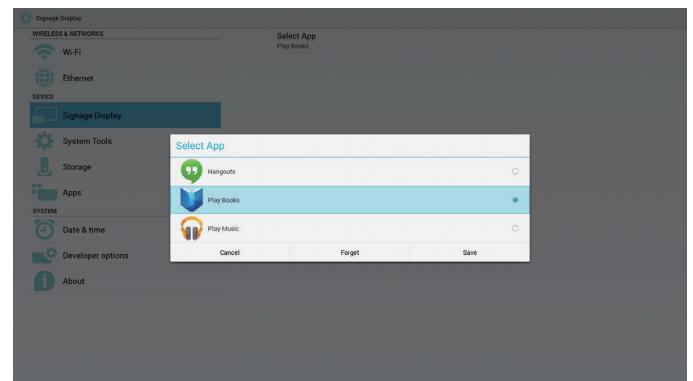 Signage Display
WIRELESS & NETWORKS
Wi-Fi
Ethernet
DEVICE
Signage Display
System Tools
Storage
Apps
SYSTEM
Date & time
Developer options
About
Select App
Play Books
Select App
Hangouts
Play Books
Play Music
Cancel Forget Save